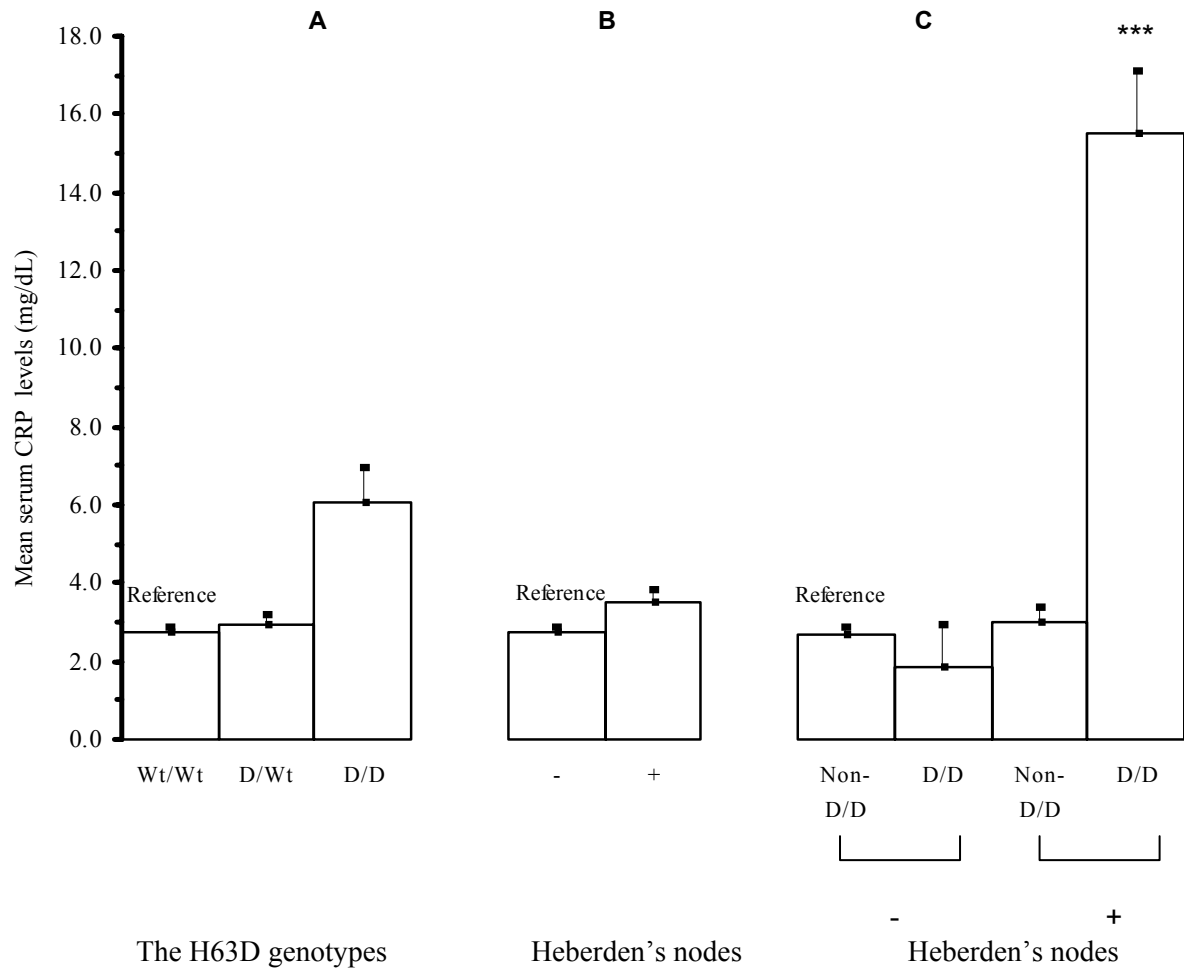 A B C
***
18.0
16.0
14.0
12.0
10.0
8.0
6.0
4.0
2.0
0.0
Mean serum CRP levels (mg/dL)
Reference Reference Reference
Wt/Wt D/Wt D/D - + Non- D/D Non- D/D
D/D D/D
- +
The H63D genotypes Heberden's nodes Heberden's nodes